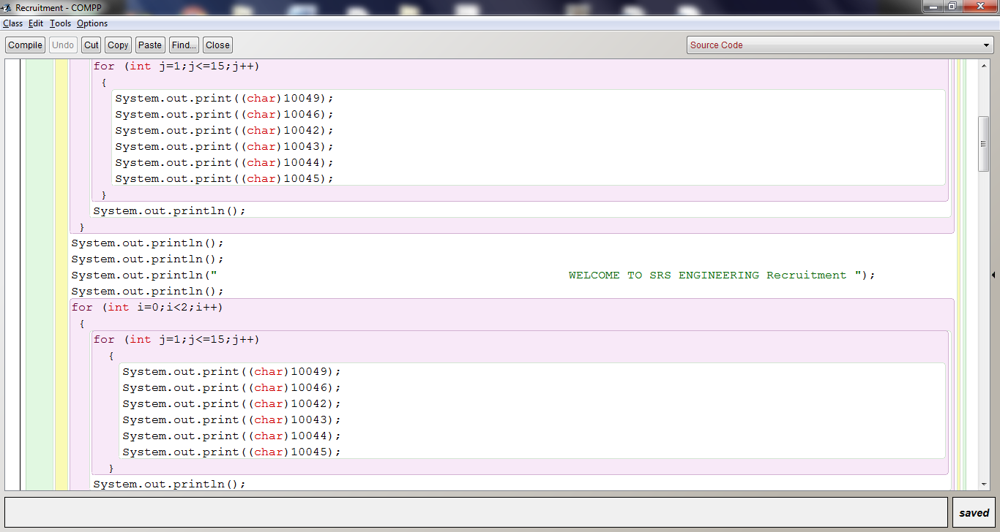 Recruitment - COMPP
Class Edit Tools Options
Compile Undo Cut Copy Paste Find... Close Source Code
for (int j=1;j<=15;j++)
{
System.out.print((char)10049);
System.out.print((char)10046);
System.out.print((char)10042);
System.out.print((char)10043);
System.out.print((char)10044);
System.out.print((char)10045);
}
System.out.println();
}
System.out.println();
System.out.println();
System.out.println("                                                WELCOME TO SRS ENGINEERING Recruitment ");
System.out.println();
for (int i=0;i<2;i++)
{
for (int j=1;j<=15;j++)
{
System.out.print((char)10049);
System.out.print((char)10046);
System.out.print((char)10042);
System.out.print((char)10043);
System.out.print((char)10044);
System.out.print((char)10045);
}
System.out.println();
saved